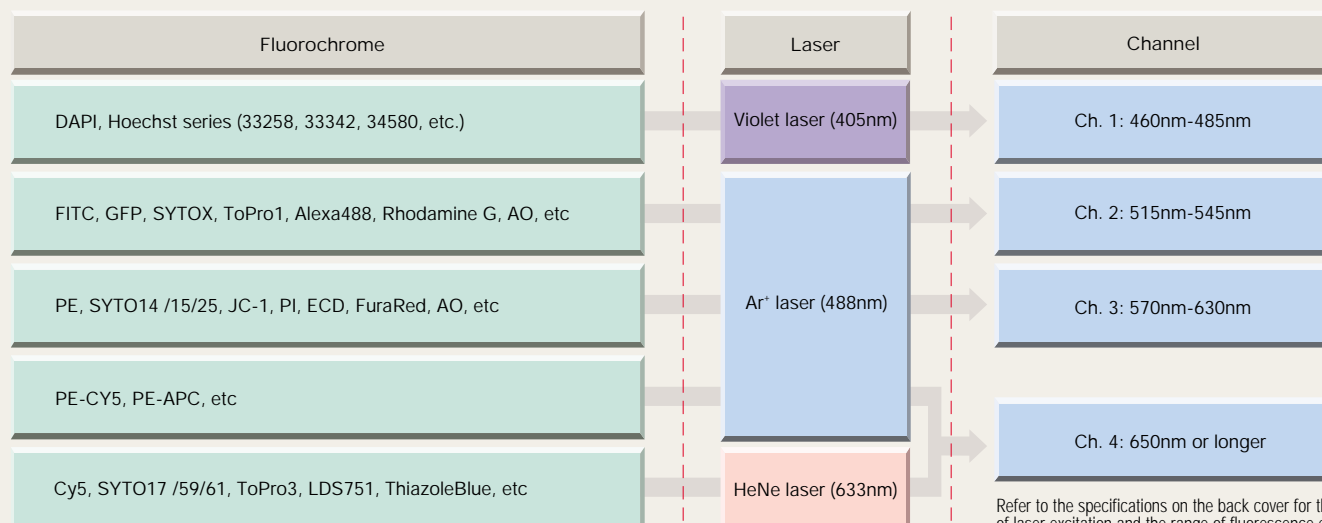 Fluorochrome
Laser
Channel
DAPI, Hoechst series (33258, 33342, 34580, etc.)
Violet laser (405nm)
Ch. 1: 460nm-485nm
FITC, GFP, SYTOX, ToPro1, Alexa488, Rhodamine G, AO, etc
Ch. 2: 515nm-545nm
PE, SYTO14 /15/25, JC-1, PI, ECD, FuraRed, AO, etc
Ar⁺ laser (488nm)
Ch. 3: 570nm-630nm
PE-CY5, PE-APC, etc
Ch. 4: 650nm or longer
Cy5, SYTO17 /59/61, ToPro3, LDS751, ThiazoleBlue, etc
HeNe laser (633nm)
Refer to the specifications on the back cover for
of laser excitation and the range of fluorescence